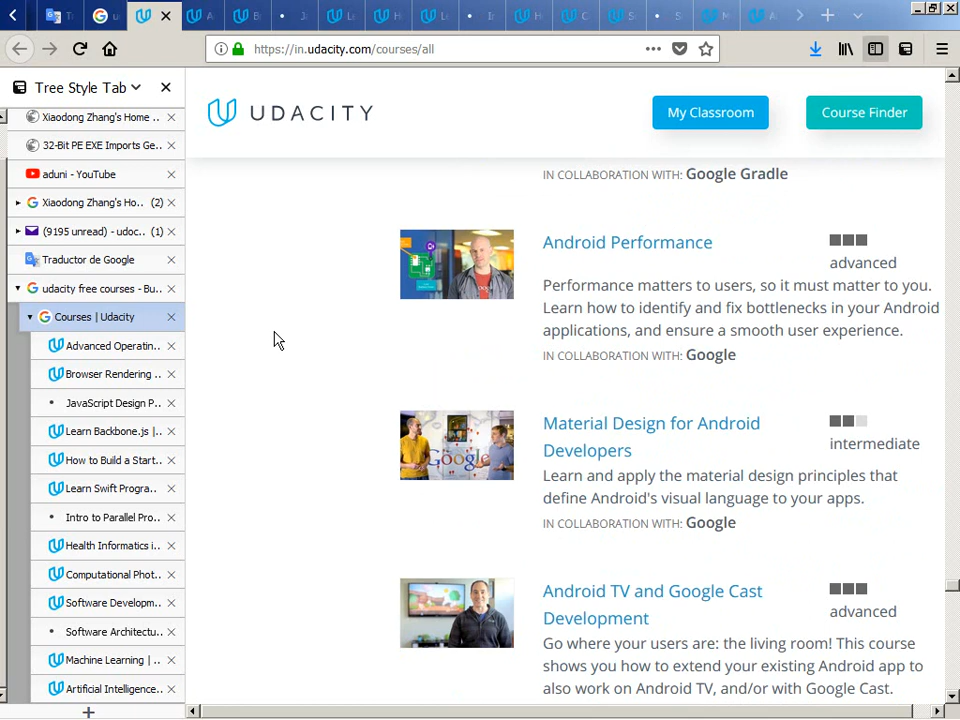 https://in.udacity.com/courses/all
Tree Style Tab
Xiaodong Zhang's Home ..
32-Bit PE EXE Imports Ge..
aduni - YouTube
Xiaodong Zhang's Ho.. (2)
(9195 unread) - udoc.. (1)
Traductor de Google
udacity free courses - Bu..
Courses | Udacity
Advanced Operatin..
Browser Rendering ..
JavaScript Design P..
Learn Backbone.js |..
How to Build a Start..
Learn Swift Progra..
Intro to Parallel Pro..
Health Informatics i..
Computational Phot..
Software Developm..
Software Architectu..
Machine Learning | ..
Artificial Intelligence..
UDACITY
My Classroom
Course Finder
IN COLLABORATION WITH: Google Gradle
Android Performance
advanced
Performance matters to users, so it must matter to you.
Learn how to identify and fix bottlenecks in your Android
applications, and ensure a smooth user experience.
IN COLLABORATION WITH: Google
Material Design for Android
Developers
intermediate
Learn and apply the material design principles that
define Android's visual language to your apps.
IN COLLABORATION WITH: Google
Android TV and Google Cast
Development
advanced
Go where your users are: the living room! This course
shows you how to extend your existing Android app to
also work on Android TV, and/or with Google Cast.